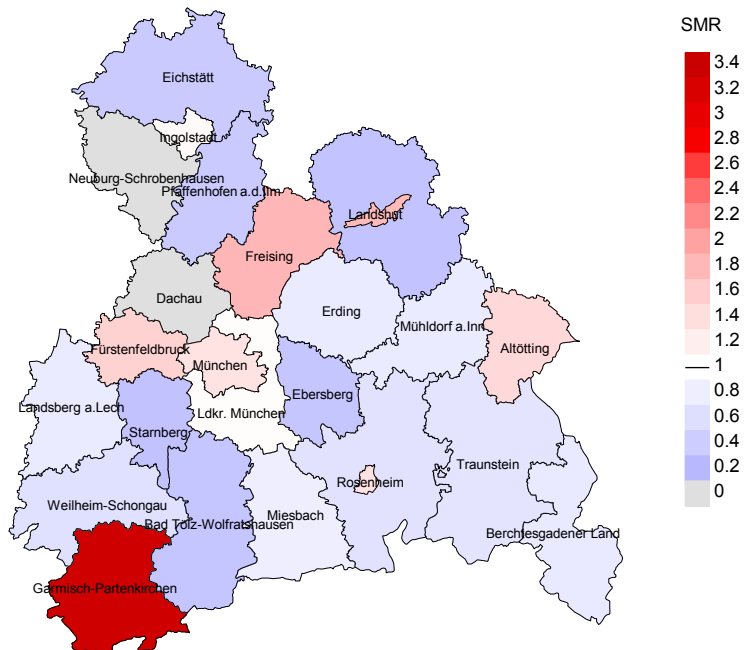 SMR
3.4
3.2
3
2.8
2.6
2.4
2.2
2
1.8
1.6
1.4
1.2
1
0.8
0.6
0.4
0.2
0
Eichstätt
Ingolstadt
Neuburg-Schrobenhausen
Pfaffenhofen a.d.Ilm
Landshut
Freising
Dachau
Erding
Mühldorf a.Inn
Fürstenfeldbruck
Altötting
München
Ebersberg
Landsberg a.Lech
Ldkr. München
Starnberg
Traunstein
Rosenheim
Weilheim-Schongau
Miesbach
Bad Tölz-Wolfratshausen
Berchtesgadener Land
Garmisch-Partenkirchen